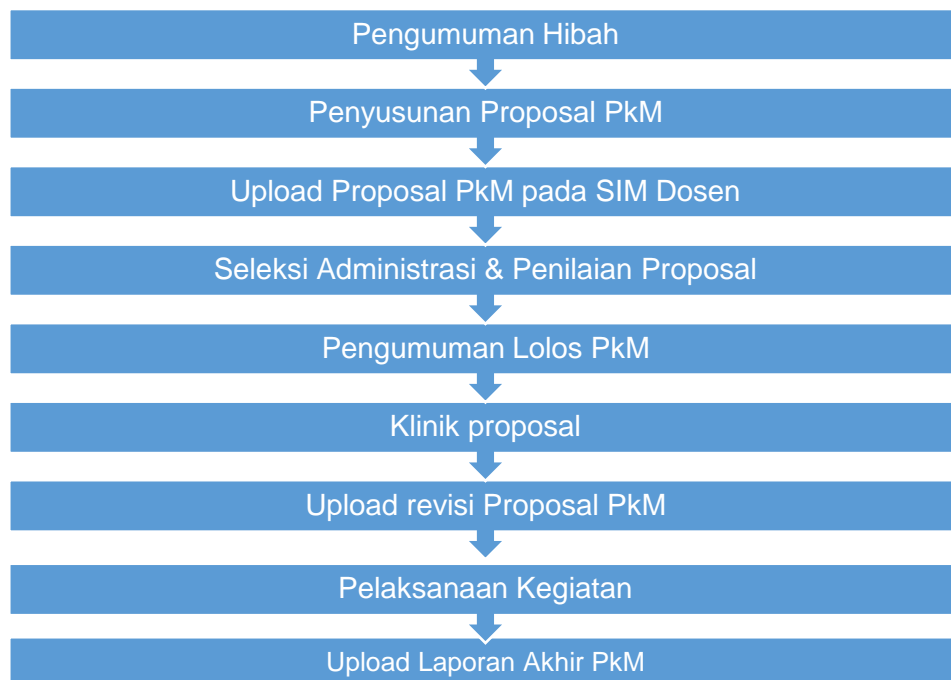 Pengumuman Hibah
Penyusunan Proposal PkM
Upload Proposal PkM pada SIM Dosen
Seleksi Administrasi & Penilaian Proposal
Pengumuman Lolos PkM
Klinik proposal
Upload revisi Proposal PkM
Pelaksanaan Kegiatan
Upload Laporan Akhir PkM